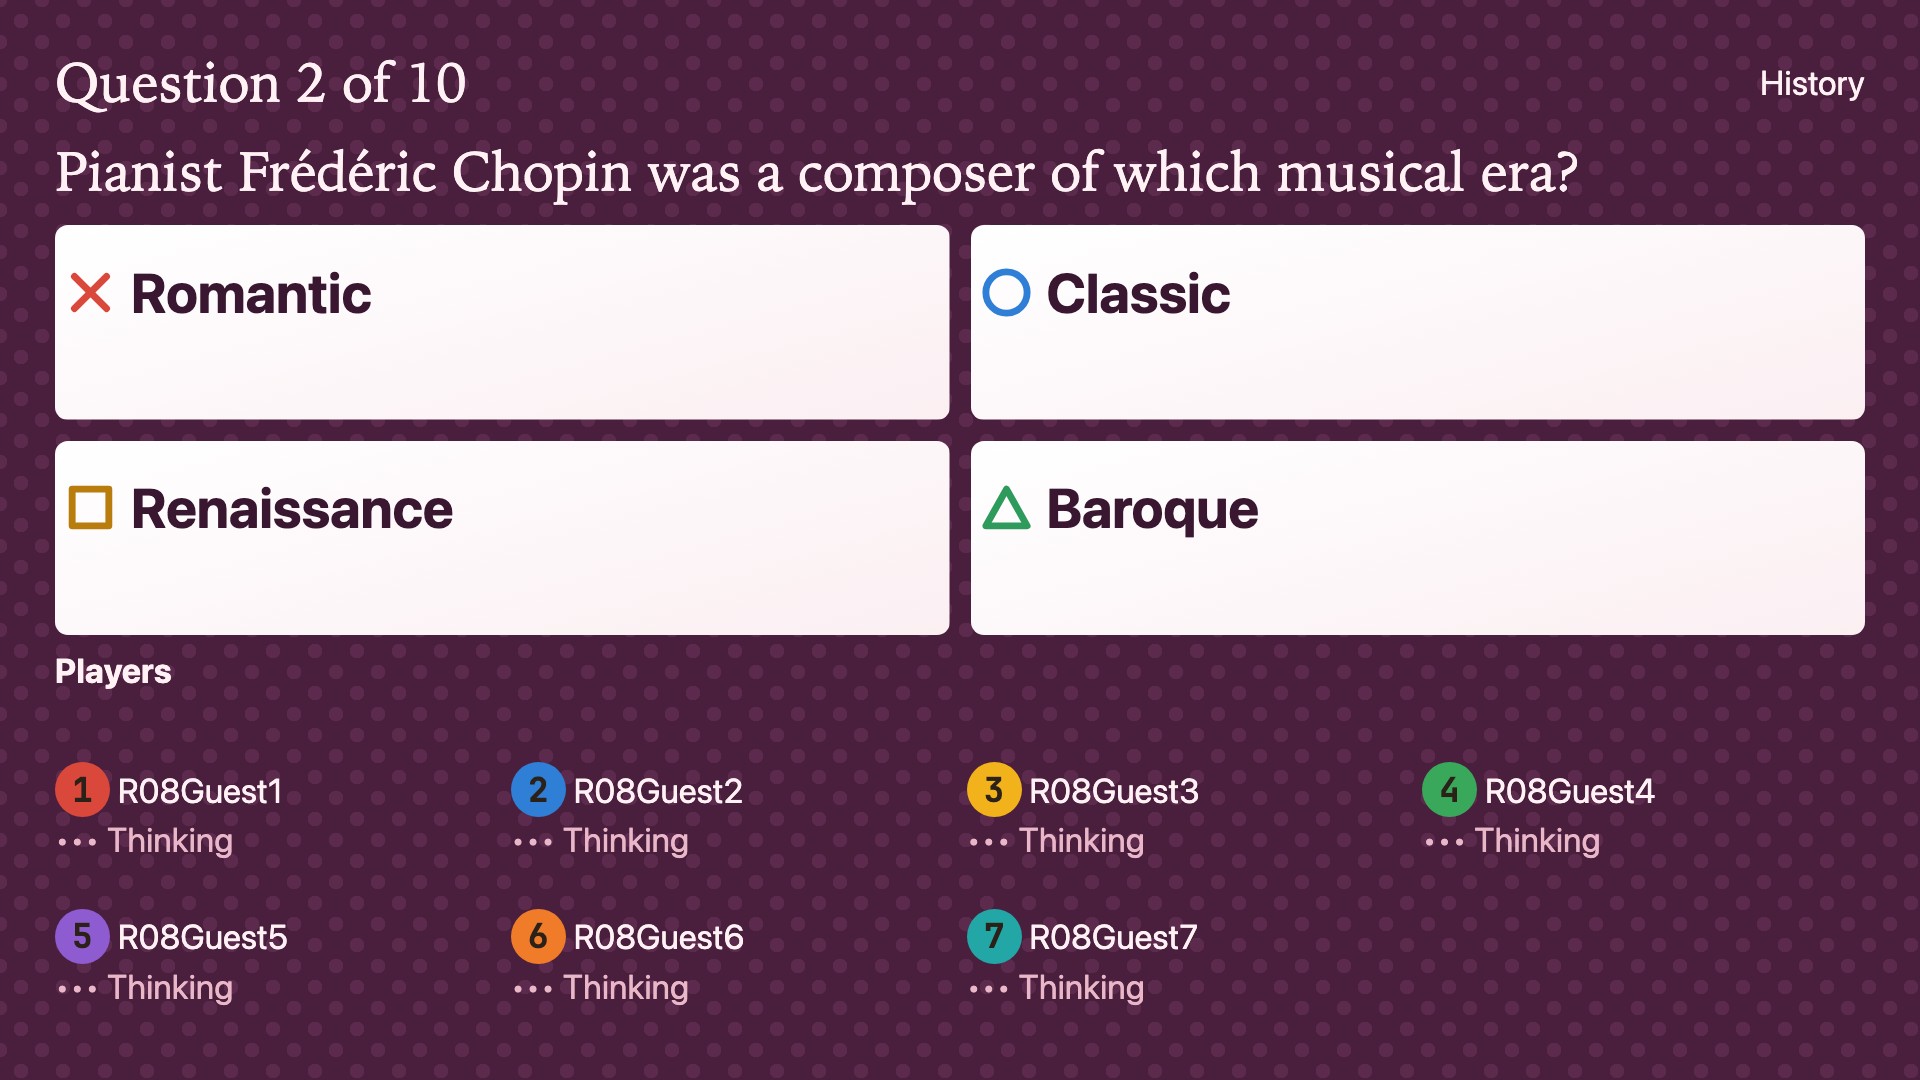 Question 2 of 10
History
Pianist Frédéric Chopin was a composer of which musical era?
Romantic
Classic
Renaissance
Baroque
Players
1 R08Guest1
2 R08Guest2
3 R08Guest3
4 R08Guest4
••• Thinking
••• Thinking
••• Thinking
••• Thinking
5 R08Guest5
6 R08Guest6
7 R08Guest7
••• Thinking
••• Thinking
••• Thinking